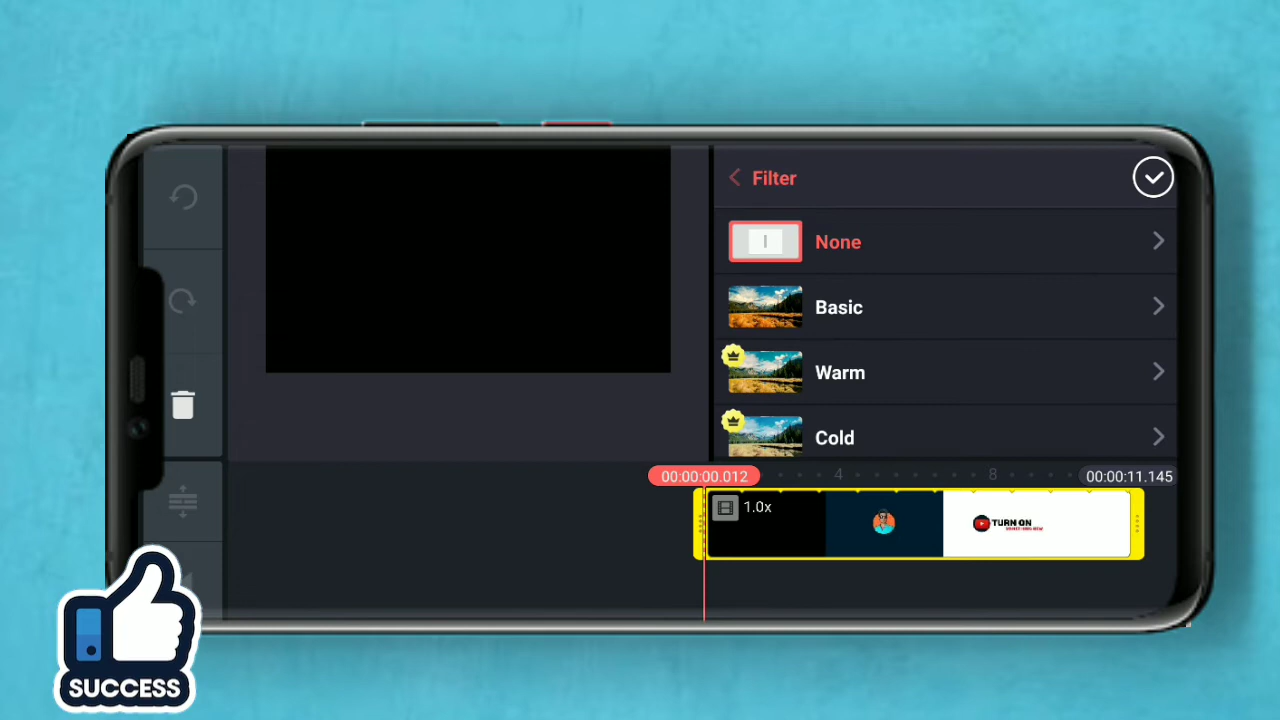 Filter
None
Basic
Warm
Cold
00:00:00.012
4
8
00:00:11.145
1.0x
TURN ON
SUCCESS